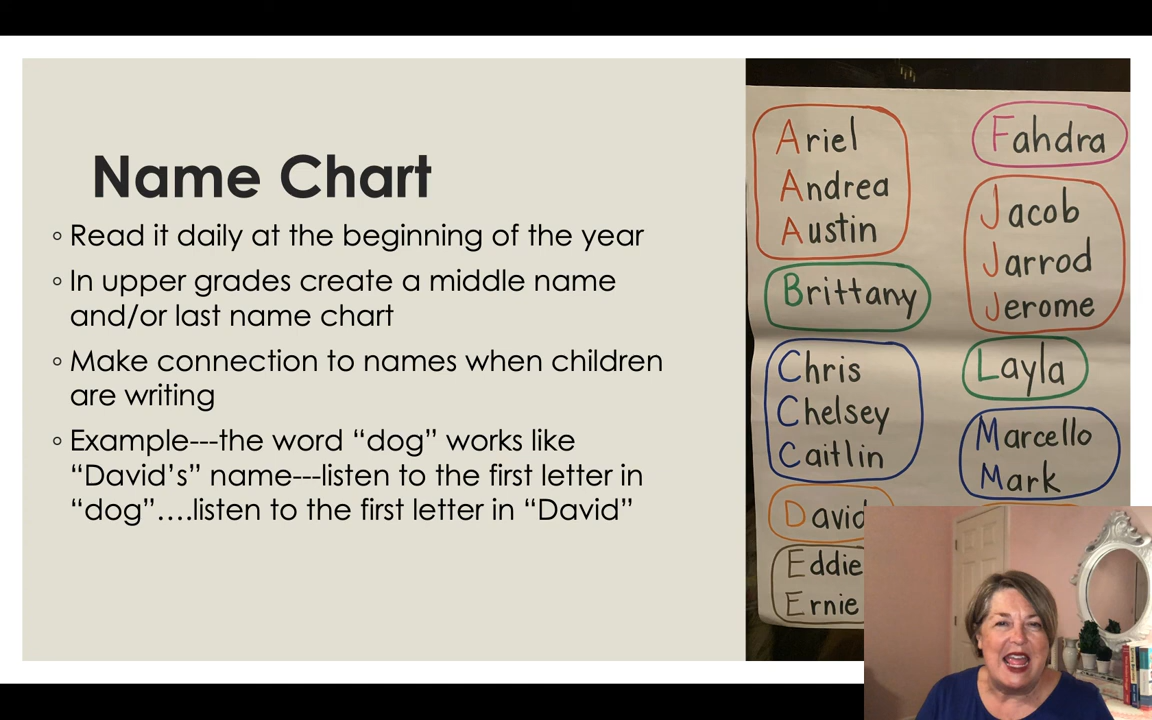 Name Chart
◦ Read it daily at the beginning of the year
◦ In upper grades create a middle name
and/or last name chart
◦ Make connection to names when children
are writing
◦ Example---the word “dog” works like
“David’s” name---listen to the first letter in
“dog”….listen to the first letter in “David”
Ariel
Andrea
Austin
Brittany
Chris
Chelsey
Caitlin
David
Eddie
Ernie
Fahdra
Jacob
Jarrod
Jerome
Layla
Marcello
Mark